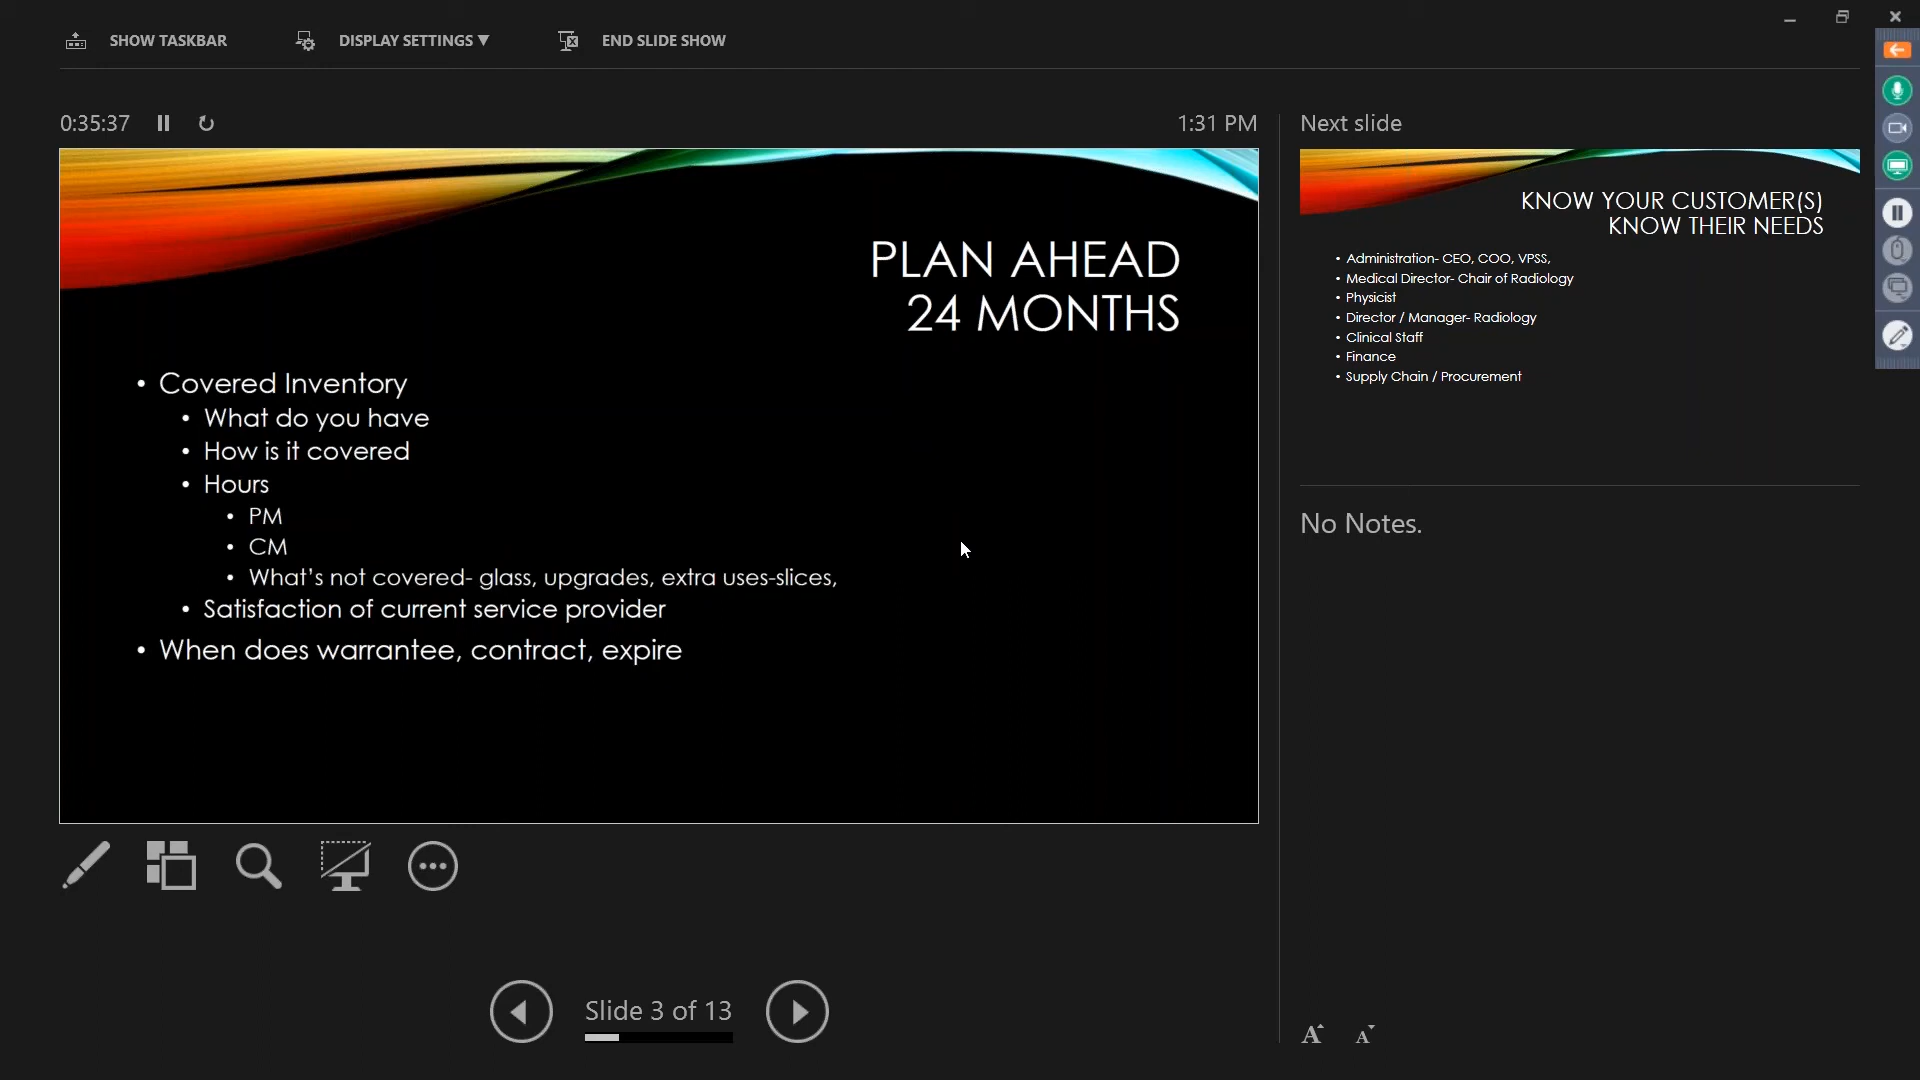 SHOW TASKBAR
DISPLAY SETTINGS ▼
END SLIDE SHOW
0:35:37
1:31 PM
PLAN AHEAD
24 MONTHS
• Covered Inventory
• What do you have
• How is it covered
• Hours
• PM
• CM
• What's not covered- glass, upgrades, extra uses-slices,
• Satisfaction of current service provider
• When does warrantee, contract, expire
Slide 3 of 13
Next slide
KNOW YOUR CUSTOMER(S)
KNOW THEIR NEEDS
• Administration- CEO, COO, VPSS,
• Medical Director- Chair of Radiology
• Physicist
• Director / Manager- Radiology
• Clinical Staff
• Finance
• Supply Chain / Procurement
No Notes.
A A